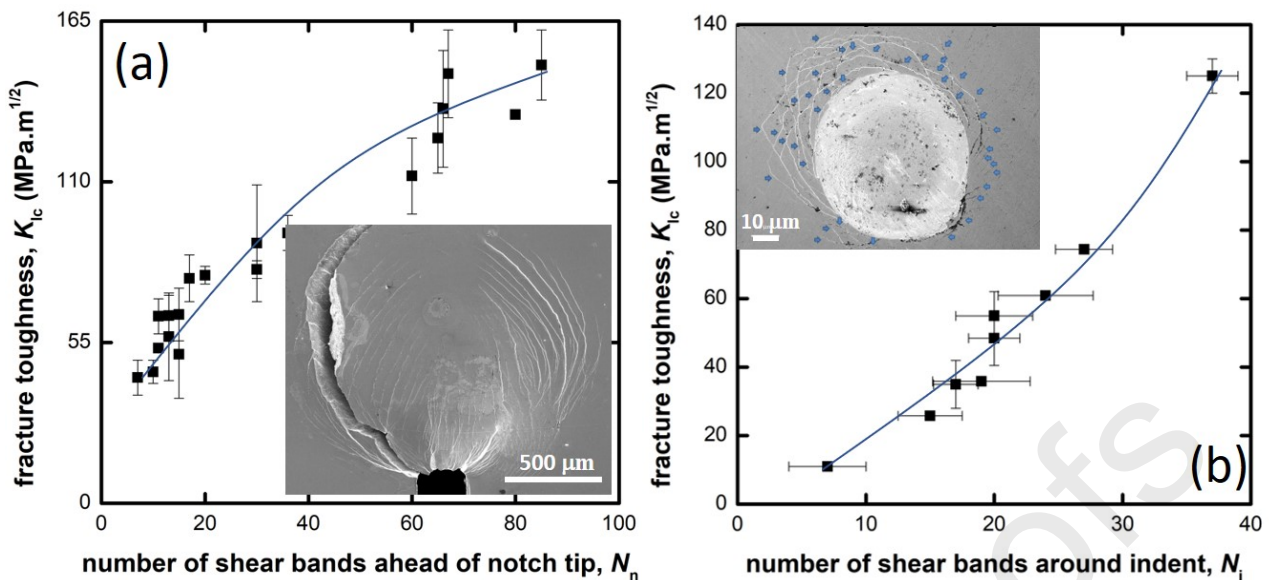 (a)
165
110
55
0
0 20 40 60 80 100
fracture toughness, K_Ic (MPa.m^1/2)
number of shear bands ahead of notch tip, N_n
500 μm
(b)
140
120
100
80
60
40
20
0
0 10 20 30 40
fracture toughness, K_Ic (MPa.m^1/2)
number of shear bands around indent, N_i
10 μm
ofs